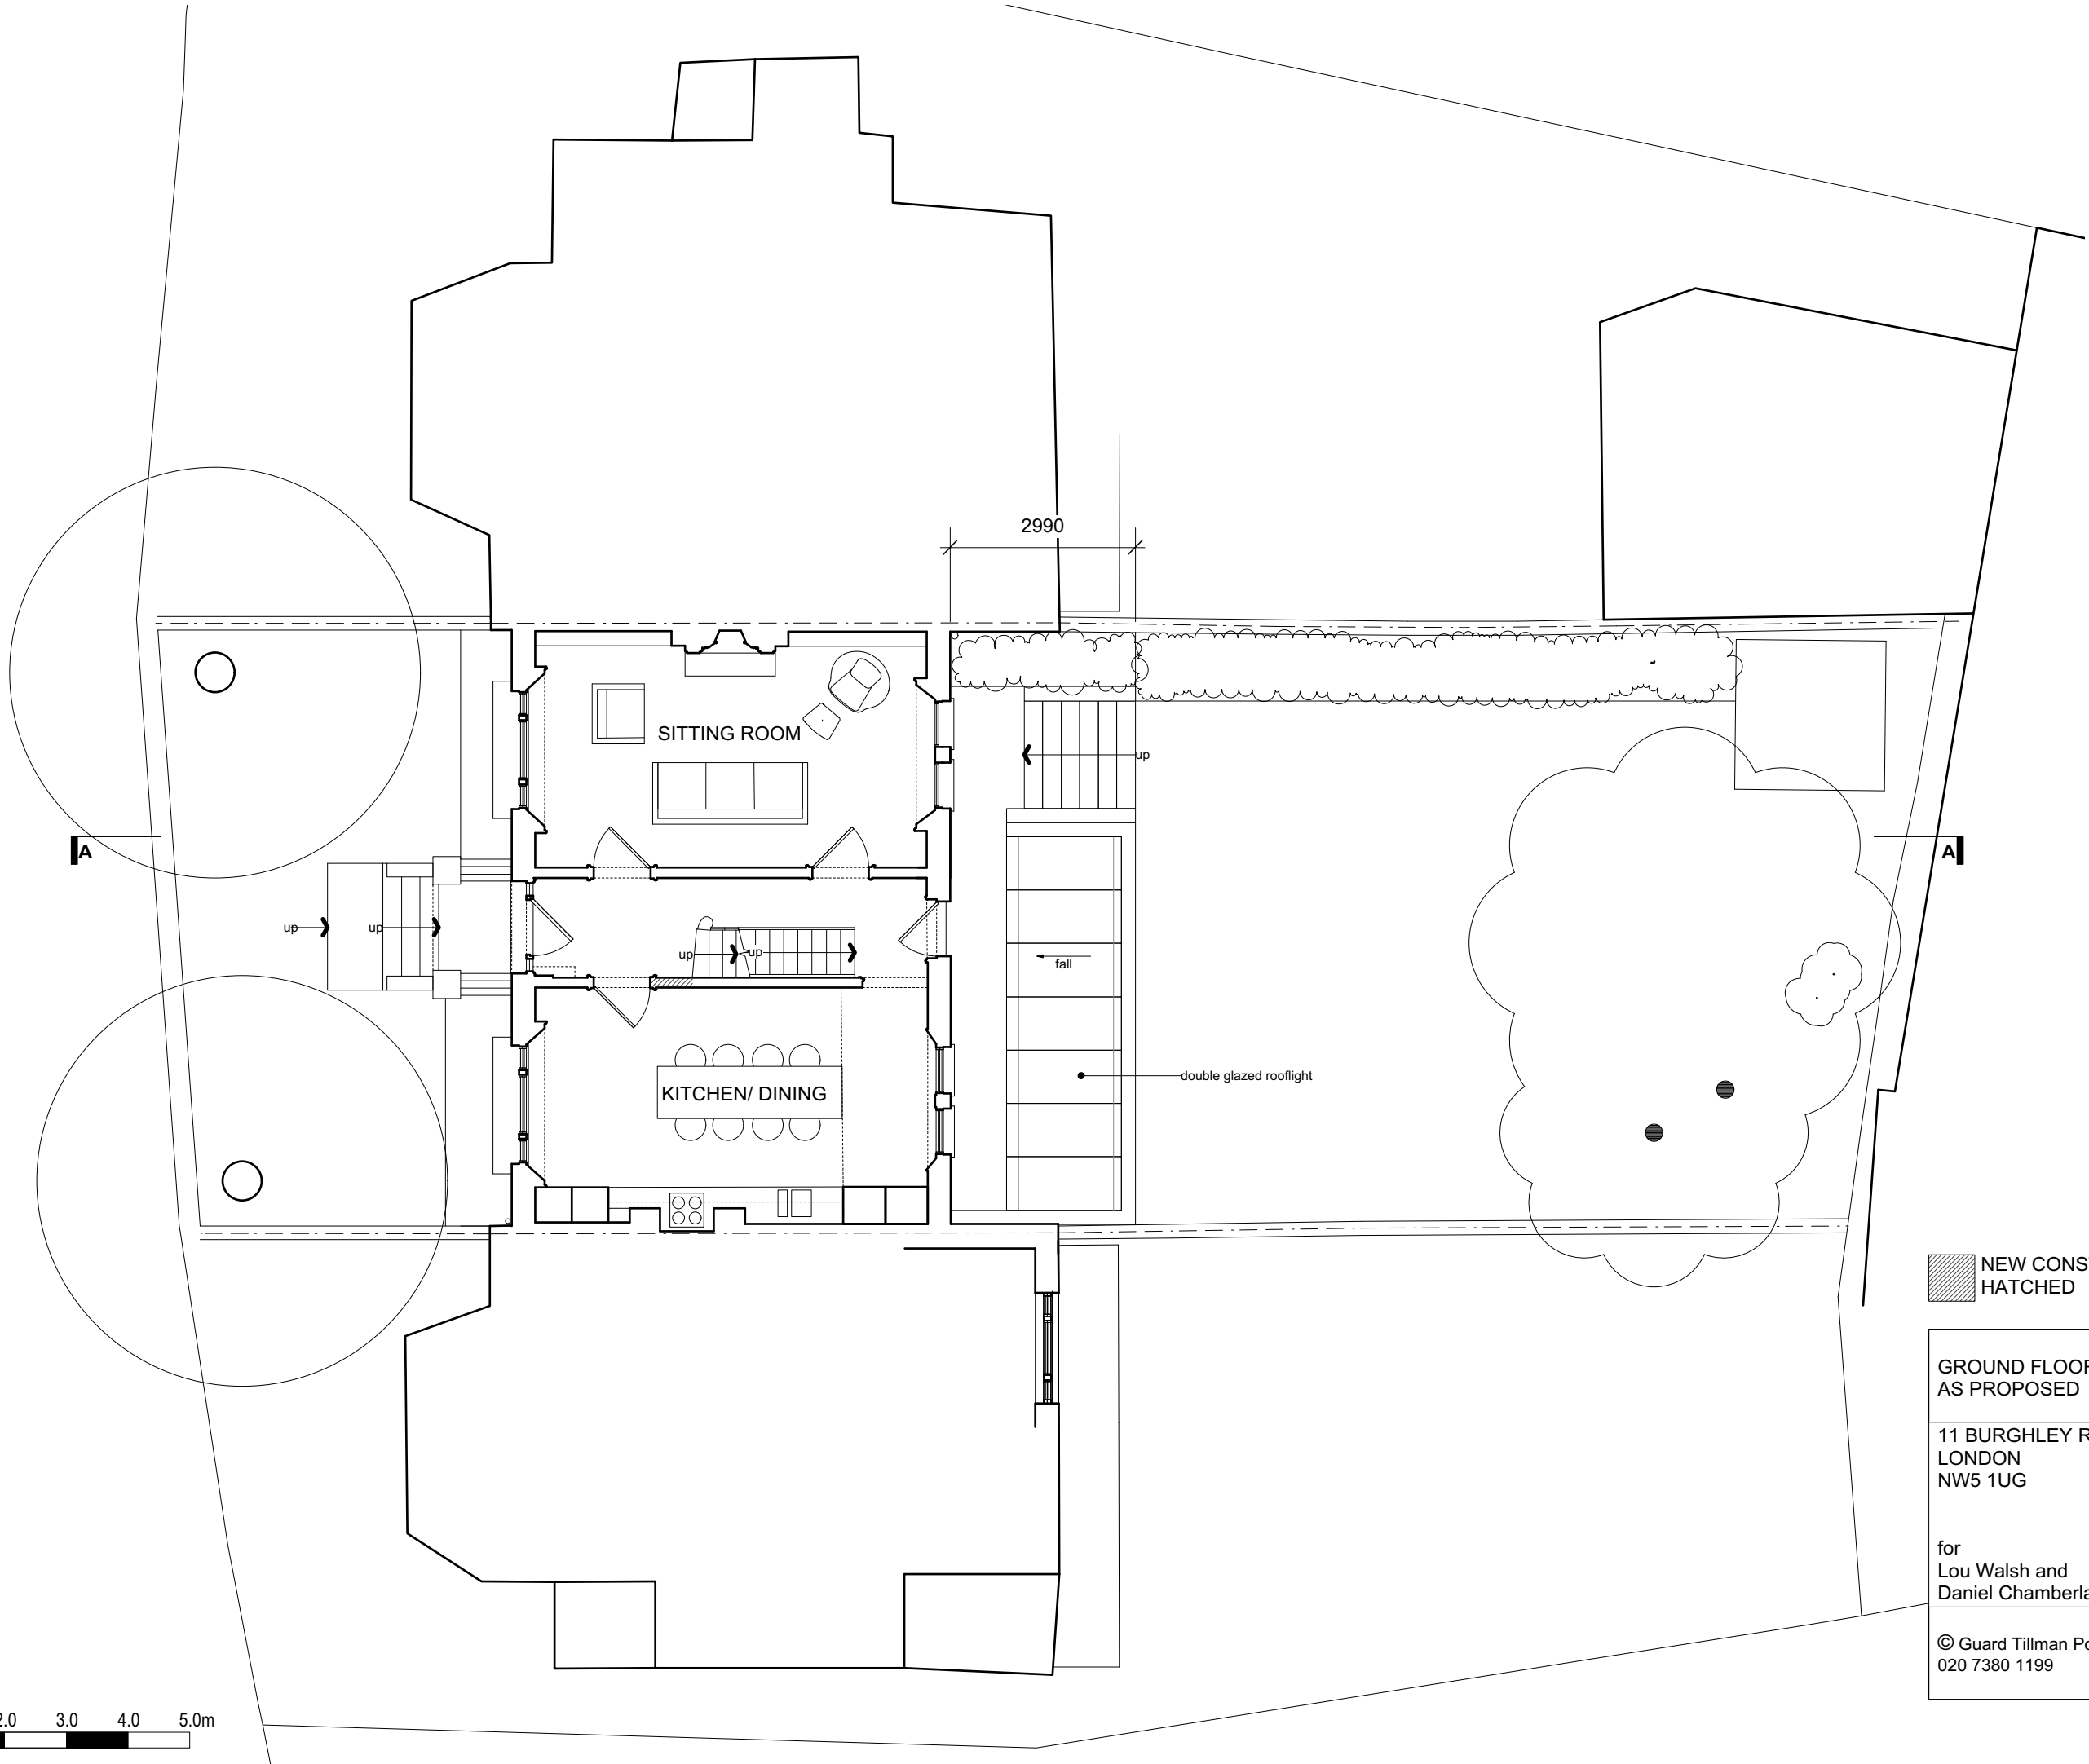 2990
SITTING ROOM
up
A
A
up
up
up
up
fall
double glazed rooflight
KITCHEN/ DINING
NEW CONS
HATCHED
GROUND FLOOR
AS PROPOSED
11 BURGHLEY R
LONDON
NW5 1UG
for
Lou Walsh and
Daniel Chamberla
© Guard Tillman Po
020 7380 1199
2.0 3.0 4.0 5.0m